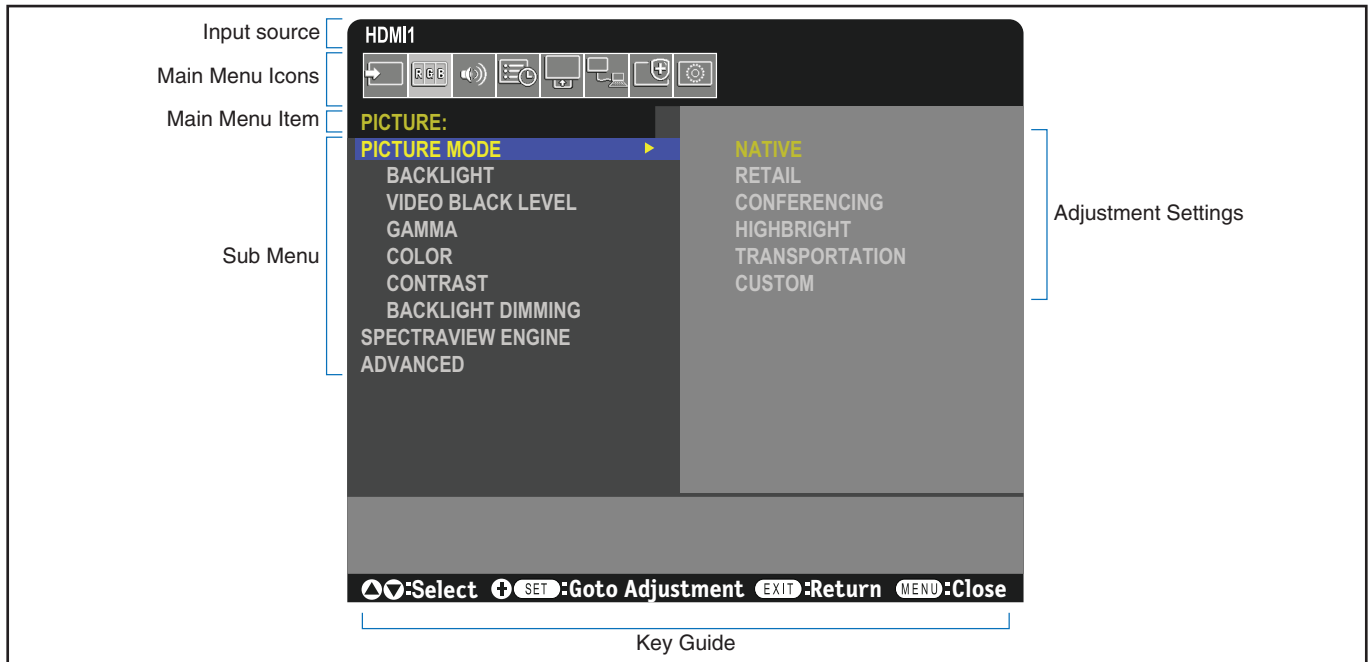 Input source
HDMI1
Main Menu Icons
RGB
Main Menu Item
PICTURE:
PICTURE MODE
NATIVE
BACKLIGHT
RETAIL
VIDEO BLACK LEVEL
CONFERENCING
Adjustment Settings
GAMMA
HIGHBRIGHT
Sub Menu
COLOR
TRANSPORTATION
CONTRAST
CUSTOM
BACKLIGHT DIMMING
SPECTRAVIEW ENGINE
ADVANCED
:Select SET:Goto Adjustment EXIT:Return MENU:Close
Key Guide